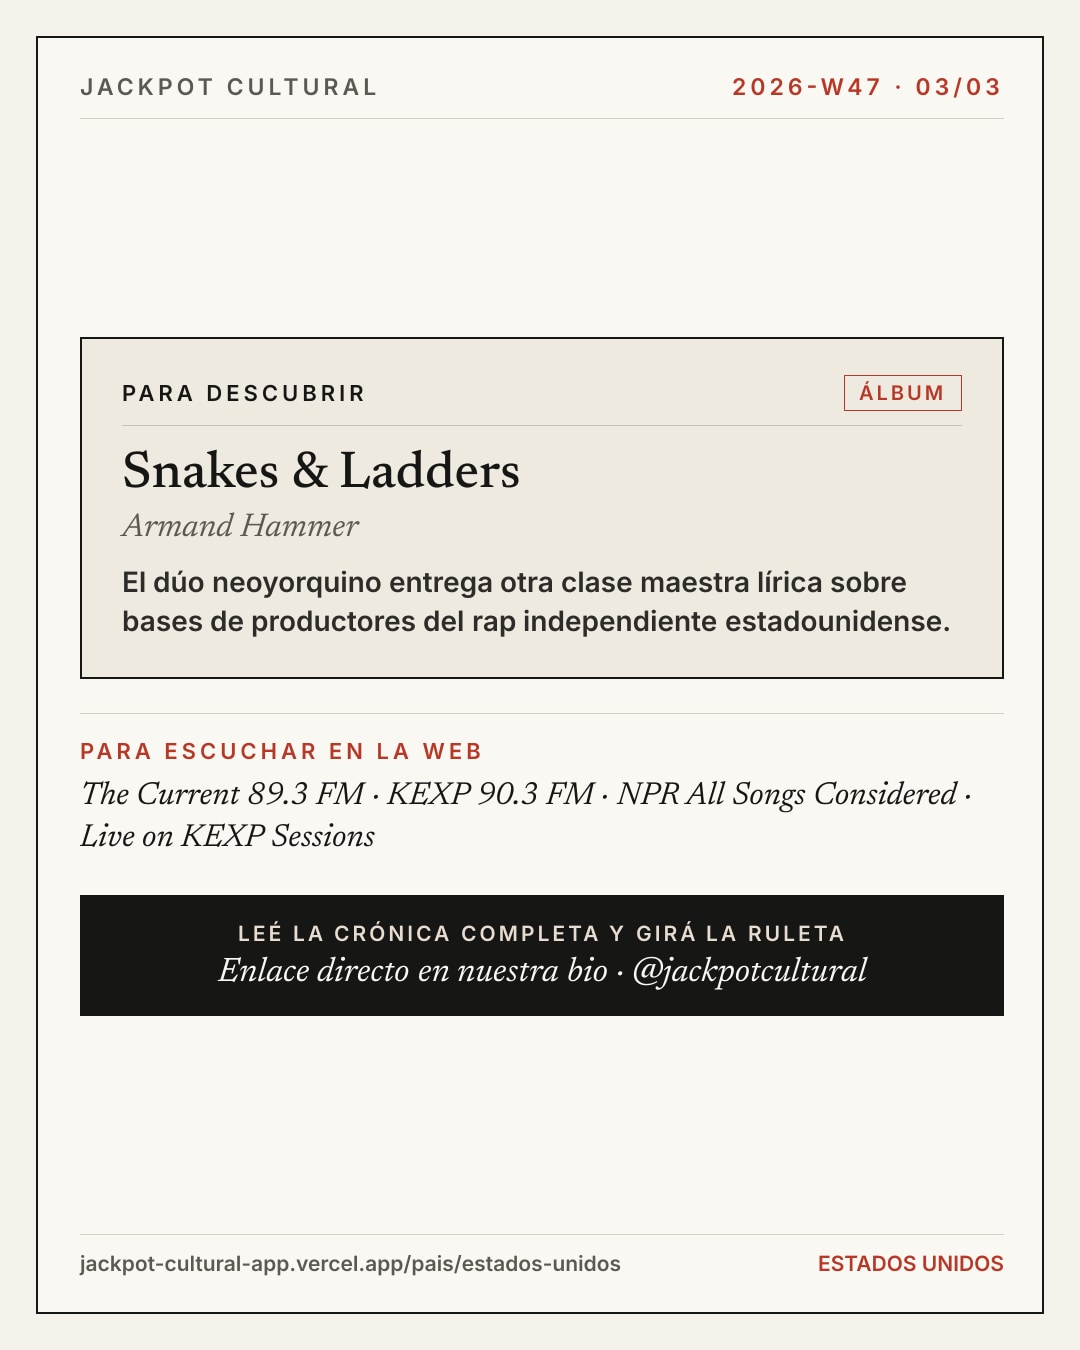 JACKPOT CULTURAL
2026-W47 · 03/03
PARA DESCUBRIR
ÁLBUM
Snakes & Ladders
Armand Hammer
El dúo neoyorquino entrega otra clase maestra lírica sobre
bases de productores del rap independiente estadounidense.
PARA ESCUCHAR EN LA WEB
The Current 89.3 FM · KEXP 90.3 FM · NPR All Songs Considered ·
Live on KEXP Sessions
LEÉ LA CRÓNICA COMPLETA Y GIRÁ LA RULETA
Enlace directo en nuestra bio · @jackpotcultural
jackpot-cultural-app.vercel.app/pais/estados-unidos
ESTADOS UNIDOS